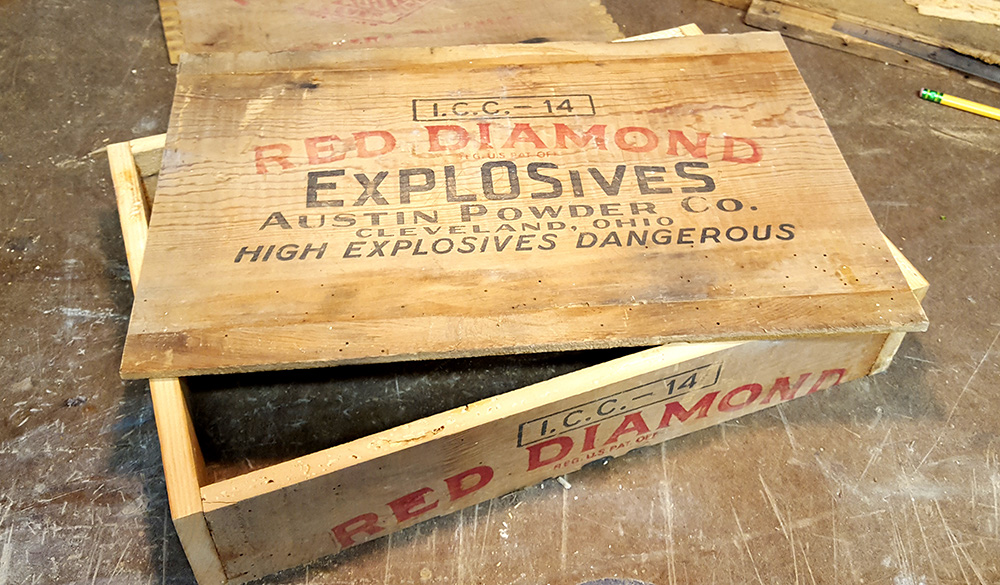 I.C.C.-14
RED DIAMOND
REG. U.S. PAT. OFF.
EXPLOSIVES
AUSTIN POWDER CO.
CLEVELAND, OHIO
HIGH EXPLOSIVES DANGEROUS
I.C.C.-14
RED DIAMOND
REG. U.S. PAT. OFF.